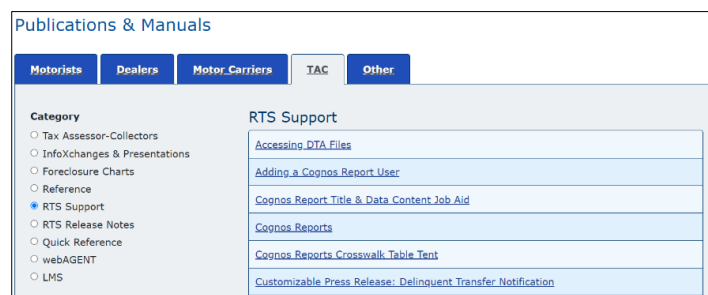 Publications & Manuals
Motorists
Dealers
Motor Carriers
TAC
Other
Category
Tax Assessor-Collectors
InfoXchanges & Presentations
Foreclosure Charts
Reference
RTS Support
RTS Release Notes
Quick Reference
webAGENT
LMS
RTS Support
Accessing DTA Files
Adding a Cognos Report User
Cognos Report Title & Data Content Job Aid
Cognos Reports
Cognos Reports Crosswalk Table Tent
Customizable Press Release: Delinquent Transfer Notification